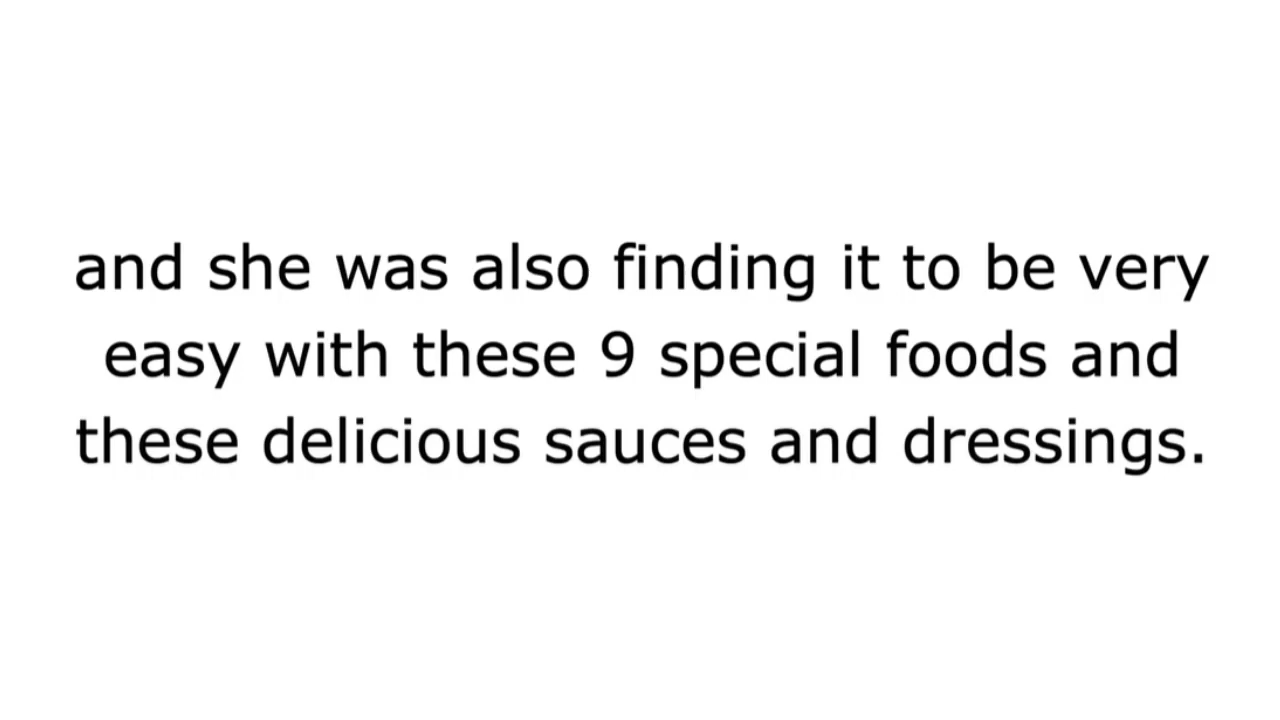 and she was also finding it to be very
easy with these 9 special foods and
these delicious sauces and dressings.